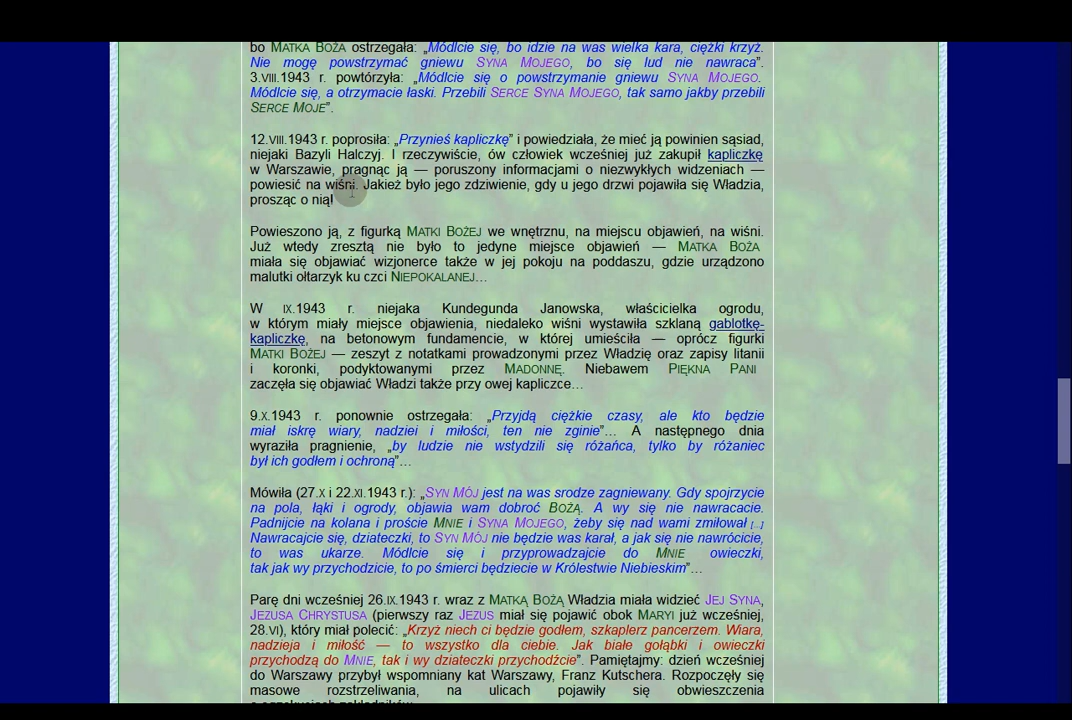 bo MATKA BOŻA ostrzegała: „Módlcie się, bo idzie na was wielka kara, ciężki krzyż.
Nie mogę powstrzymać gniewu SYNA MOJEGO, bo się lud nie nawraca”.
3.VIII.1943 r. powtórzyła: „Módlcie się o powstrzymanie gniewu SYNA MOJEGO.
Módlcie się, a otrzymacie łaski. Przebili SERCE SYNA MOJEGO, tak samo jakby przebili
SERCE MOJE”.
12.VIII.1943 r. poprosiła: „Przynieś kapliczkę” i powiedziała, że mieć ją powinien sąsiad,
niejaki Bazyli Halczyj. I rzeczywiście, ów człowiek wcześniej już zakupił kapliczkę
w Warszawie, pragnąc ją — poruszony informacjami o niezwykłych widzeniach —
powiesić na wiśni. Jakież było jego zdziwienie, gdy u jego drzwi pojawiła się Władzia,
prosząc o nią!
Powieszono ją, z figurką MATKI BOŻEJ we wnętrznu, na miejscu objawień, na wiśni.
Już wtedy zresztą nie było to jedyne miejsce objawień — MATKA BOŻA
miała się objawiać wizjonerce także w jej pokoju na poddaszu, gdzie urządzono
malutki ołtarzyk ku czci NIEPOKALANEJ…
W IX.1943 r. niejaka Kundegunda Janowska, właścicielka ogrodu,
w którym miały miejsce objawienia, niedaleko wiśni wystawiła szklaną gablotkę-
kapliczkę, na betonowym fundamencie, w której umieściła — oprócz figurki
MATKI BOŻEJ — zeszyt z notatkami prowadzonymi przez Władzię oraz zapisy litanii
i koronki, podyktowanymi przez MADONNĘ. Niebawem PIĘKNA PANI
zaczęła się objawiać Władzi także przy owej kapliczce…
9.X.1943 r. ponownie ostrzegała: „Przyjdą ciężkie czasy, ale kto będzie
miał iskrę wiary, nadziei i miłości, ten nie zginie”… A następnego dnia
wyraziła pragnienie, „by ludzie nie wstydzili się różańca, tylko by różaniec
był ich godłem i ochroną”…
Mówiła (27.X i 22.XI.1943 r.): „SYN MÓJ jest na was srodze zagniewany. Gdy spojrzycie
na pola, łąki i ogrody, objawia wam dobroć BOŻĄ. A wy się nie nawracacie.
Padnijcie na kolana i proście MNIE i SYNA MOJEGO, żeby się nad wami zmiłował [...]
Nawracajcie się, dziateczki, to SYN MÓJ nie będzie was karał, a jak się nie nawrócicie,
to was ukarze. Módlcie się i przyprowadzajcie do MNIE owieczki,
tak jak wy przychodzicie, to po śmierci będziecie w Królestwie Niebieskim”…
Parę dni wcześniej 26.IX.1943 r. wraz z MATKĄ BOŻĄ Władzia miała widzieć JEJ SYNA,
JEZUSA CHRYSTUSA (pierwszy raz JEZUS miał się pojawić obok MARYI już wcześniej,
28.VI), który miał polecić: „Krzyż niech ci będzie godłem, szkaplerz pancerzem. Wiara,
nadzieja i miłość — to wszystko dla ciebie. Jak białe gołąbki i owieczki
przychodzą do MNIE, tak i wy dziateczki przychodźcie”. Pamiętajmy: dzień wcześniej
do Warszawy przybył wspomniany kat Warszawy, Franz Kutschera. Rozpoczęły się
masowe rozstrzeliwania, na ulicach pojawiły się obwieszczenia